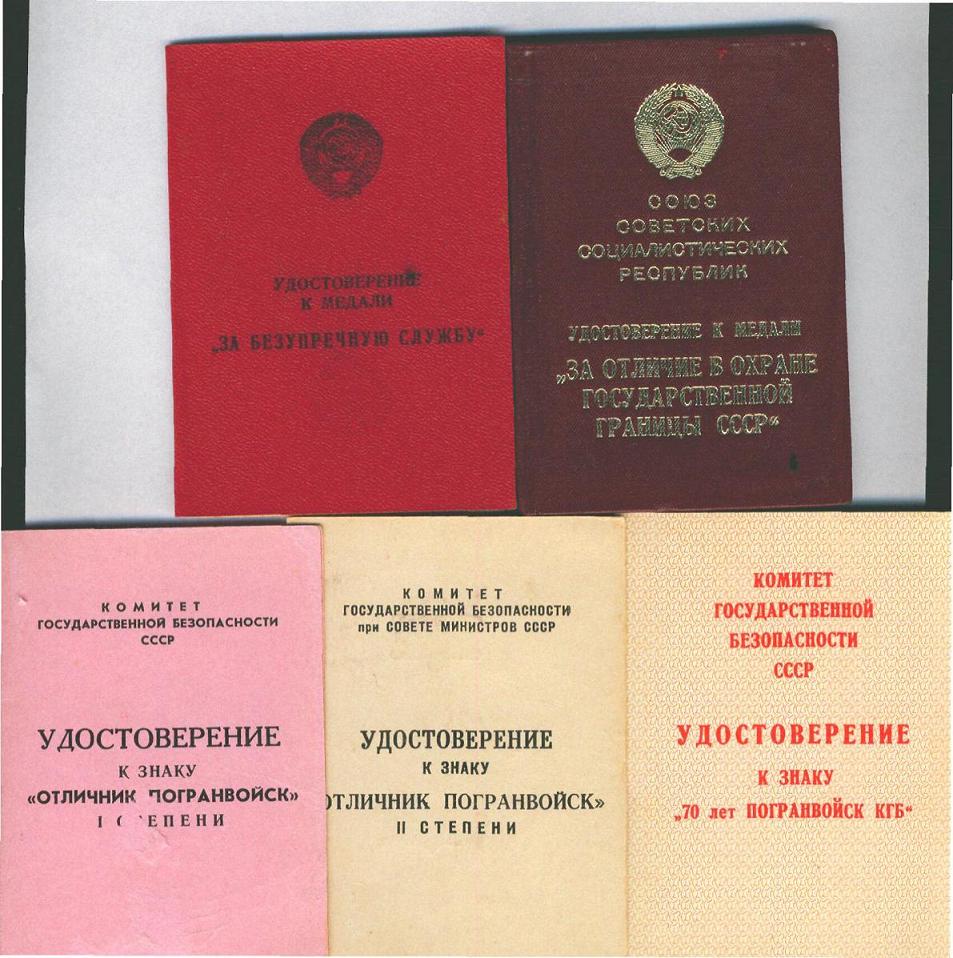 УДОСТОВЕРЕНИЕ
К МЕДАЛИ
„ЗА БЕЗУПРЕЧНУЮ СЛУЖБУ“
СОЮЗ
СОВЕТСКИХ
СОЦИАЛИСТИЧЕСКИХ
РЕСПУБЛИК
УДОСТОВЕРЕНИЕ К МЕДАЛИ
„ЗА ОТЛИЧИЕ В ОХРАНЕ
ГОСУДАРСТВЕННОЙ
ГРАНИЦЫ СССР“
КОМИТЕТ
ГОСУДАРСТВЕННОЙ БЕЗОПАСНОСТИ
СССР
УДОСТОВЕРЕНИЕ
К ЗНАКУ
«ОТЛИЧНИК ПОГРАНВОЙСК»
I СТЕПЕНИ
КОМИТЕТ
ГОСУДАРСТВЕННОЙ БЕЗОПАСНОСТИ
при СОВЕТЕ МИНИСТРОВ СССР
УДОСТОВЕРЕНИЕ
К ЗНАКУ
ОТЛИЧНИК ПОГРАНВОЙСК»
II СТЕПЕНИ
КОМИТЕТ
ГОСУДАРСТВЕННОЙ
БЕЗОПАСНОСТИ
СССР
УДОСТОВЕРЕНИЕ
К ЗНАКУ
„70 лет ПОГРАНВОЙСК КГБ“